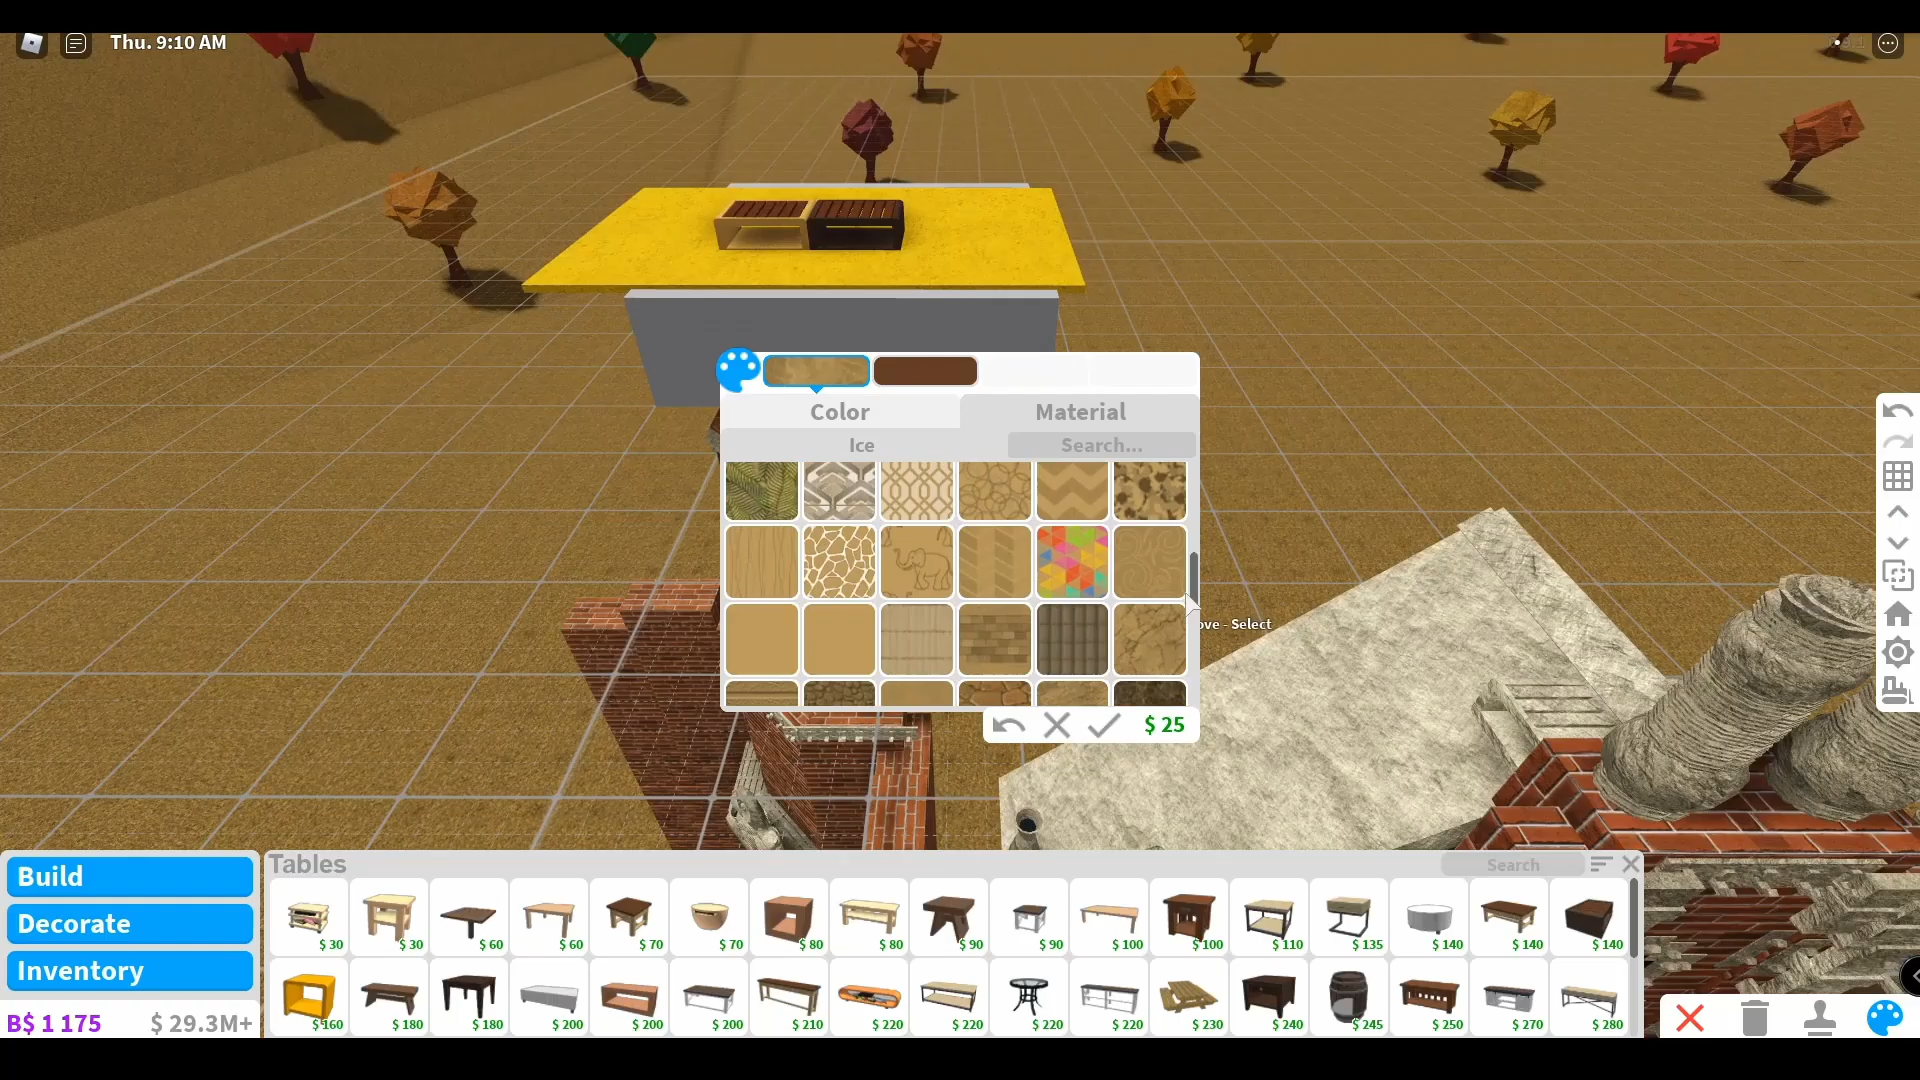 Thu. 9:10 AM
Color
Material
Ice
Search...
ove - Select
$ 25
Build
Decorate
Inventory
B$ 1 175
$ 29.3M+
Tables
Search
$ 30
$ 30
$ 60
$ 60
$ 70
$ 70
$ 80
$ 80
$ 90
$ 90
$ 100
$ 100
$ 110
$ 135
$ 140
$ 140
$ 140
$ 160
$ 180
$ 180
$ 200
$ 200
$ 200
$ 210
$ 220
$ 220
$ 220
$ 220
$ 230
$ 240
$ 245
$ 250
$ 270
$ 280